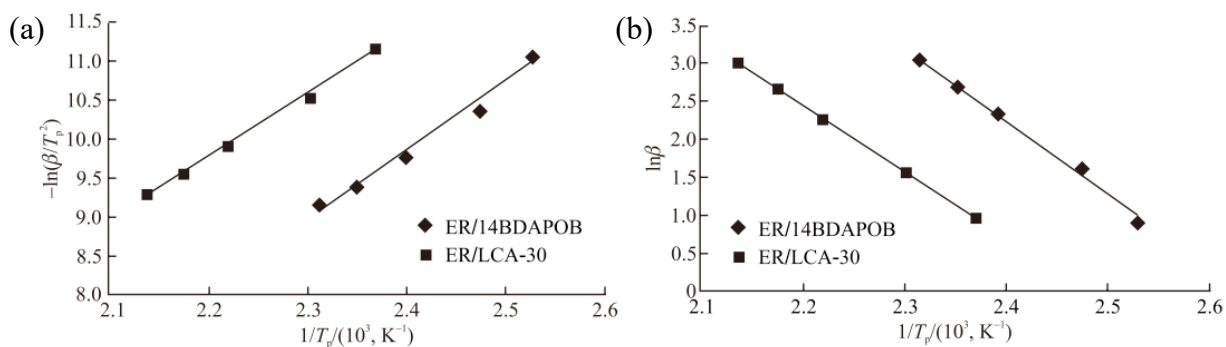 (a)
11.5
11.0
10.5
10.0
9.5
9.0
8.5
8.0
−ln(β/Tp²)
ER/14BDAPOB
ER/LCA-30
2.1 2.2 2.3 2.4 2.5 2.6
1/Tp/(10³, K⁻¹)
(b)
3.5
3.0
2.5
2.0
1.5
1.0
0.5
0
lnβ
ER/14BDAPOB
ER/LCA-30
2.1 2.2 2.3 2.4 2.5 2.6
1/Tp/(10³, K⁻¹)